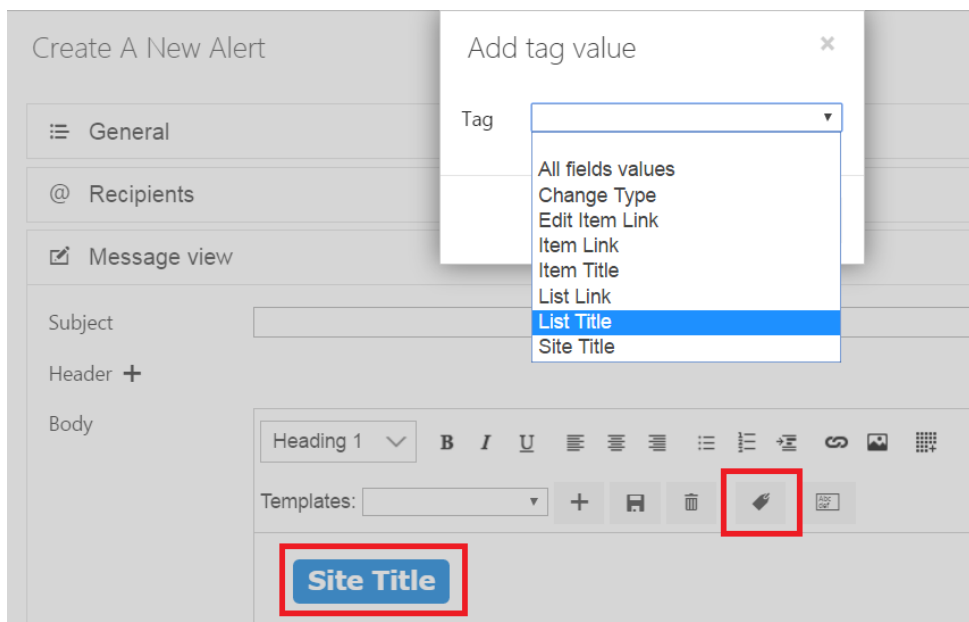 Create A New Alert
Add tag value
×
General
Tag
@ Recipients
Message view
All fields values
Change Type
Edit Item Link
Item Link
Item Title
List Link
List Title
Site Title
Subject
Header +
Body
Heading 1 B I U
Templates:
Site Title